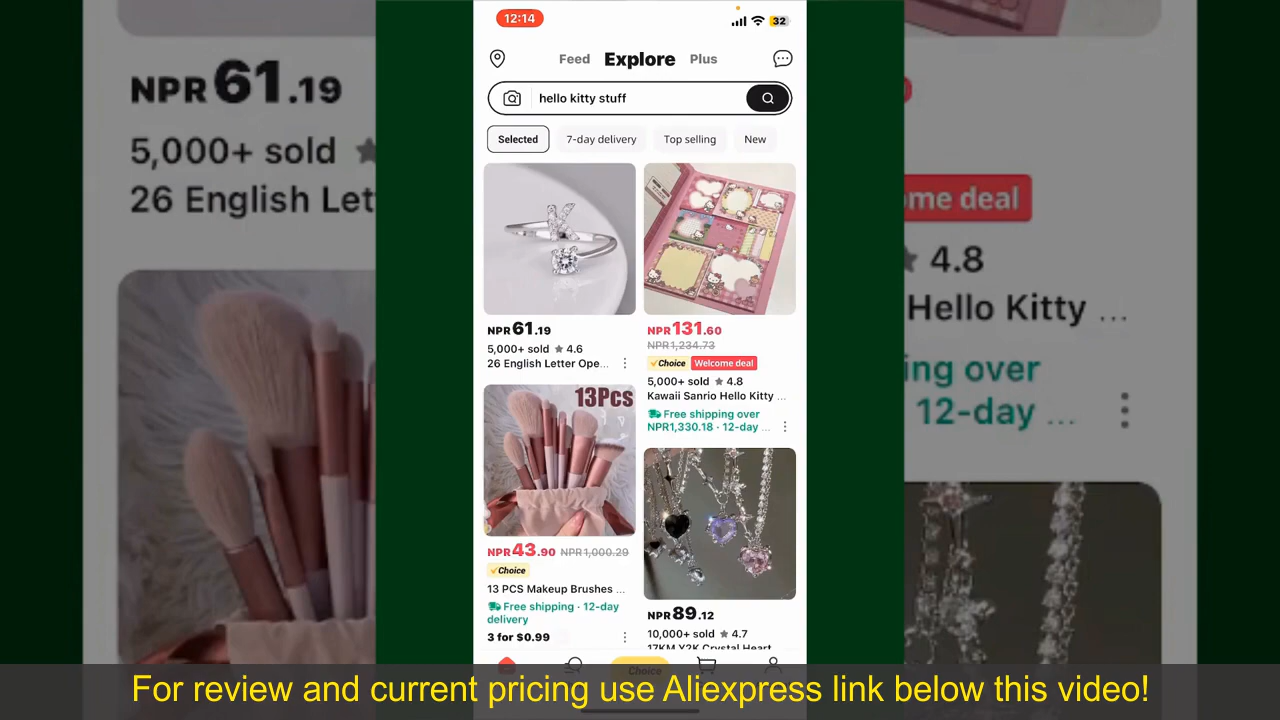 12:14
32
Feed Explore Plus
hello kitty stuff
Selected 7-day delivery Top selling New
NPR61.19
5,000+ sold ★ 4.6
26 English Letter Ope...
NPR131.60
NPR1,234.73
✓Choice Welcome deal
5,000+ sold ★ 4.8
Kawaii Sanrio Hello Kitty ...
Free shipping over
NPR1,330.18 · 12-day ...
13Pcs
NPR43.90 NPR1,000.29
✓Choice
13 PCS Makeup Brushes ...
Free shipping · 12-day
delivery
3 for $0.99
NPR89.12
10,000+ sold ★ 4.7
17KM Y2K Crystal Heart
Choice
NPR61.19
5,000+ sold ★
26 English Let
me deal
★ 4.8
Hello Kitty ...
ing over
12-day ...
For review and current pricing use Aliexpress link below this video!